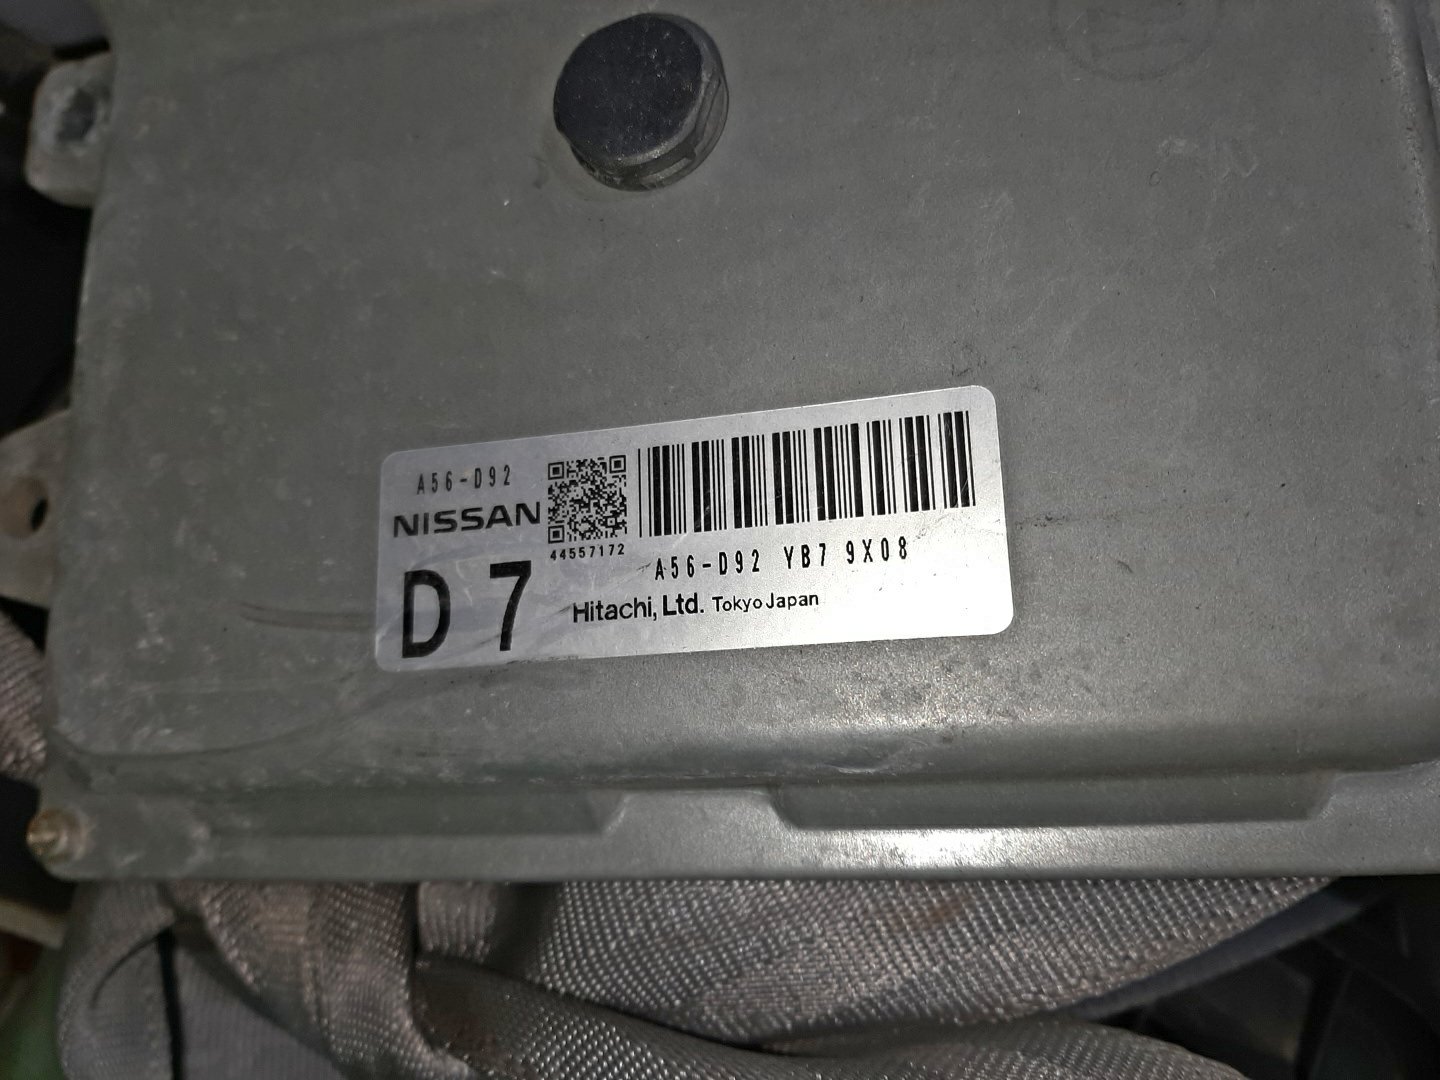 A56-D92
NISSAN
44557172
D 7
A56-D92 YB7 9X08
Hitachi, Ltd. Tokyo Japan